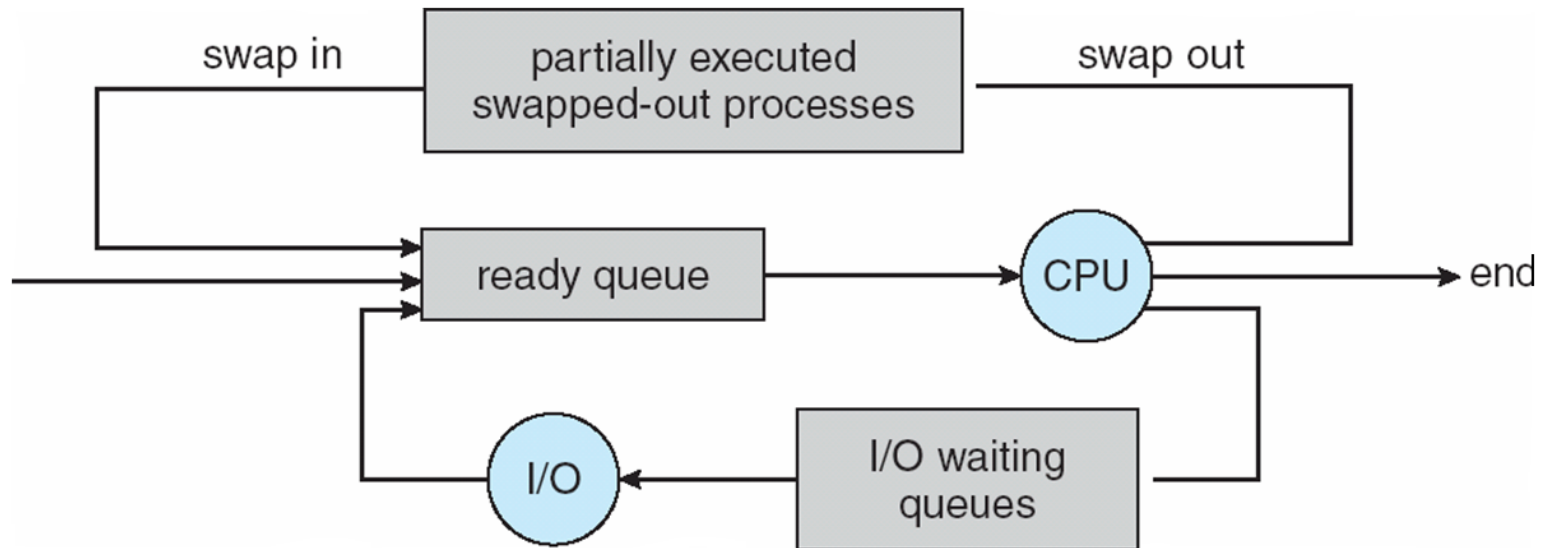 swap in
partially executed
swapped-out processes
swap out
ready queue
CPU
end
I/O
I/O waiting
queues